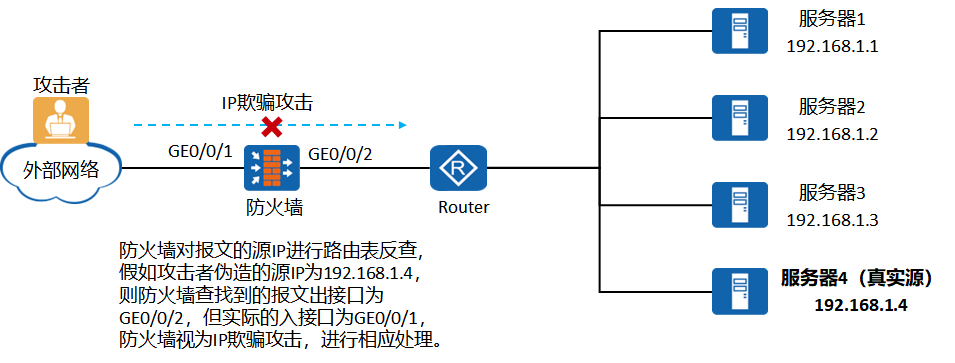 服务器1
192.168.1.1
攻击者
IP欺骗攻击
服务器2
192.168.1.2
外部网络
GE0/0/1
GE0/0/2
防火墙
R
Router
服务器3
192.168.1.3
防火墙对报文的源IP进行路由表反查，
假如攻击者伪造的源IP为192.168.1.4，
则防火墙查找到的报文出接口为
GE0/0/2，但实际的入接口为GE0/0/1，
防火墙视为IP欺骗攻击，进行相应处理。
服务器4（真实源）
192.168.1.4